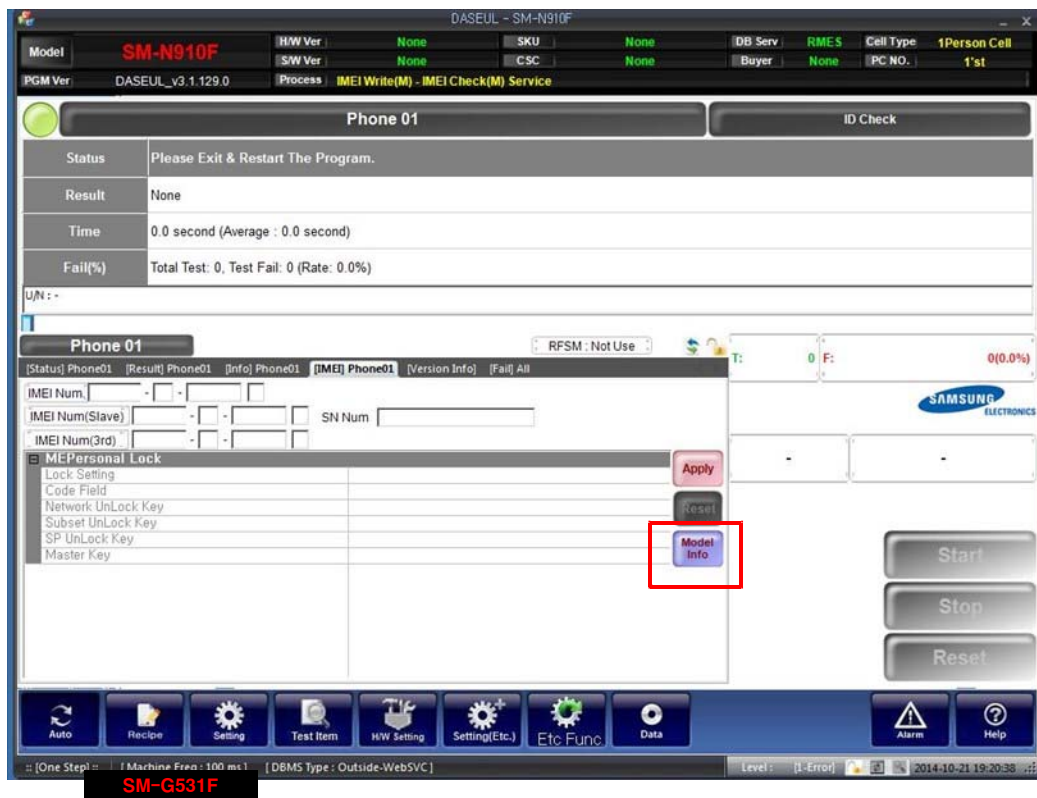 DASEUL - SM-N910F
Model SM-N910F H/W Ver None SKU None DB Serv RMES Cell Type 1Person Cell
S/W Ver None CSC None Buyer None PC NO. 1'st
PGM Ver DASEUL_v3.1.129.0 Process IMEI Write(M) - IMEI Check(M) Service
Phone 01 ID Check
Status Please Exit & Restart The Program.
Result None
Time 0.0 second (Average : 0.0 second)
Fail(%) Total Test: 0, Test Fail: 0 (Rate: 0.0%)
U/N : -
Phone 01 RFSM : Not Use T: 0 F: 0(0.0%)
[Status] Phone01 [Result] Phone01 [Info] Phone01 [IMEI] Phone01 [Version Info] [Fail] All
IMEI Num. - -
IMEI Num(Slave) - - SN Num
IMEI Num(3rd) - -
SAMSUNG
ELECTRONICS
MEPersonal Lock
Lock Setting
Code Field
Network UnLock Key
Subset UnLock Key
SP UnLock Key
Master Key
Apply
Reset
Model
Info
- -
Start
Stop
Reset
Auto Recipe Setting Test Item H/W Setting Setting(Etc.) Etc Func Data Alarm Help
:: [One Step] :: [Machine Freq : 100 ms] [DBMS Type : Outside-WebSVC] Level : [1-Error] 2014-10-21 19:20:38
SM-G531F